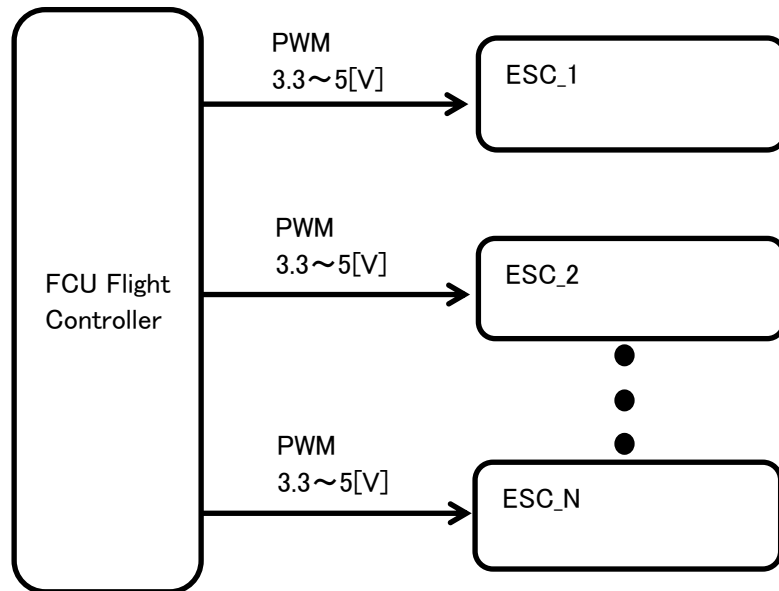 PWM
3.3～5[V]
ESC_1
PWM
3.3～5[V]
ESC_2
FCU Flight
Controller
PWM
3.3～5[V]
ESC_N